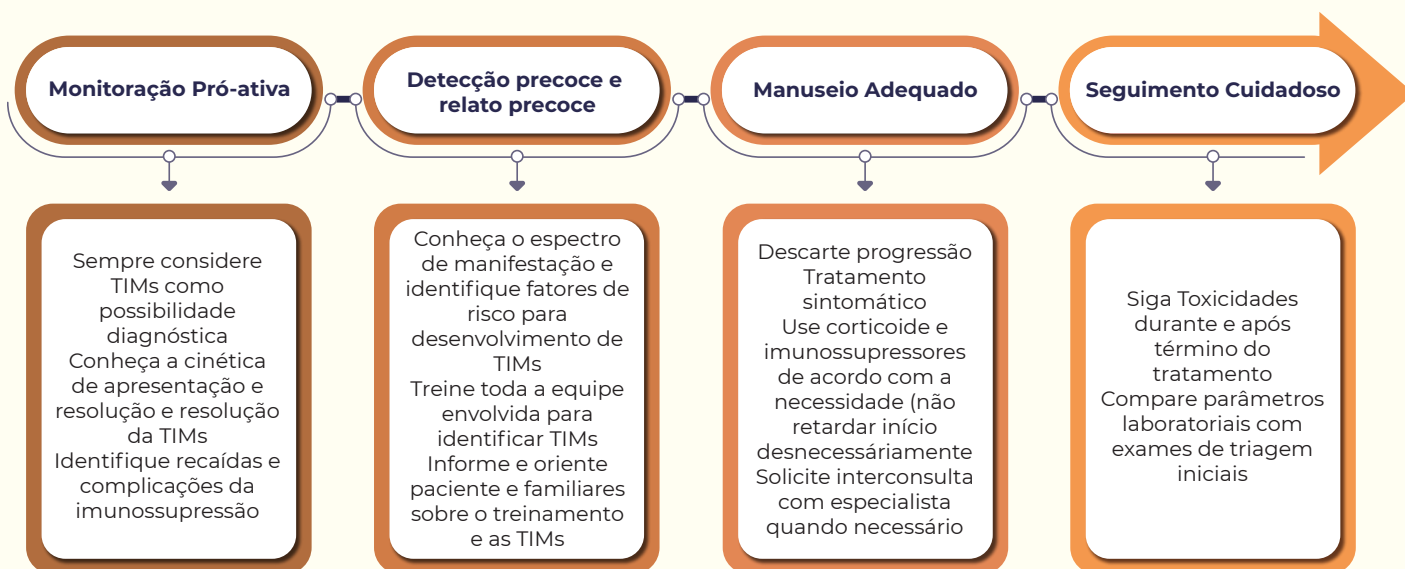 Monitoração Pró-ativa
Sempre considere
TIMs como
possibilidade
diagnóstica
Conheça a cinética
de apresentação e
resolução e resolução
da TIMs
Identifique recaídas e
complicações da
imunossupressão
Detecção precoce e
relato precoce
Conheça o espectro
de manifestação e
identifique fatores de
risco para
desenvolvimento de
TIMs
Treine toda a equipe
envolvida para
identificar TIMs
Informe e oriente
paciente e familiares
sobre o treinamento
e as TIMs
Manuseio Adequado
Descarte progressão
Tratamento
sintomático
Use corticoide e
imunossupressores
de acordo com a
necessidade (não
retardar início
desnecessáriamente
Solicite interconsulta
com especialista
quando necessário
Seguimento Cuidadoso
Siga Toxicidades
durante e após
término do
tratamento
Compare parâmetros
laboratoriais com
exames de triagem
iniciais